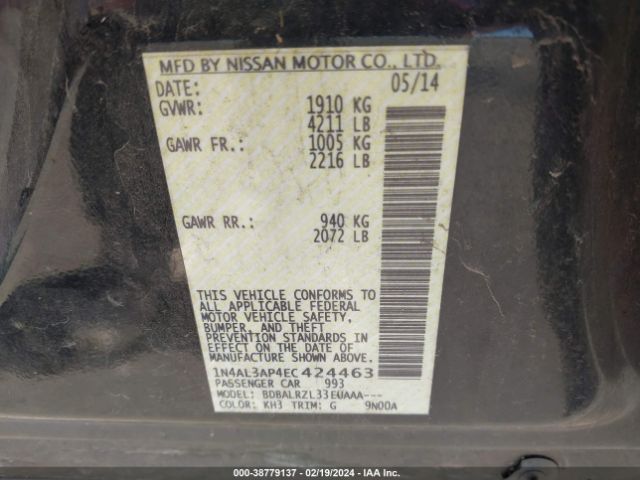 MFD BY NISSAN MOTOR CO., LTD.
DATE: 05/14
GVWR: 1910 KG
4211 LB
GAWR FR.: 1005 KG
2216 LB
GAWR RR.: 940 KG
2072 LB
THIS VEHICLE CONFORMS TO
ALL APPLICABLE FEDERAL
MOTOR VEHICLE SAFETY,
BUMPER, AND THEFT
PREVENTION STANDARDS IN
EFFECT ON THE DATE OF
MANUFACTURE SHOWN ABOVE.
1N4AL3AP4EC424463
PASSENGER CAR 993
MODEL: BDBALRZL33EUAAA---
COLOR: KH3 TRIM: G 9N00A
000-38779137 - 02/19/2024 - IAA Inc.